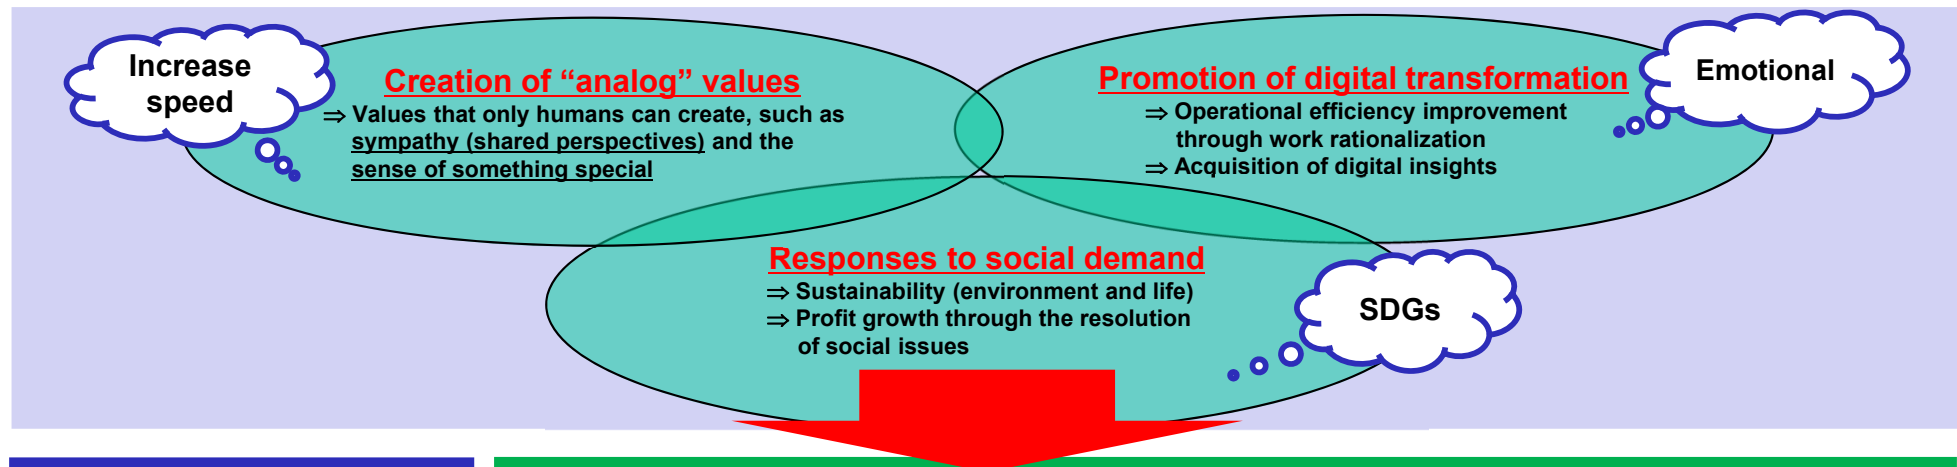 Increase
speed
Creation of “analog” values
⇒ Values that only humans can create, such as
sympathy (shared perspectives) and the
sense of something special
Promotion of digital transformation
⇒ Operational efficiency improvement
through work rationalization
⇒ Acquisition of digital insights
Emotional
Responses to social demand
⇒ Sustainability (environment and life)
⇒ Profit growth through the resolution
of social issues
SDGs